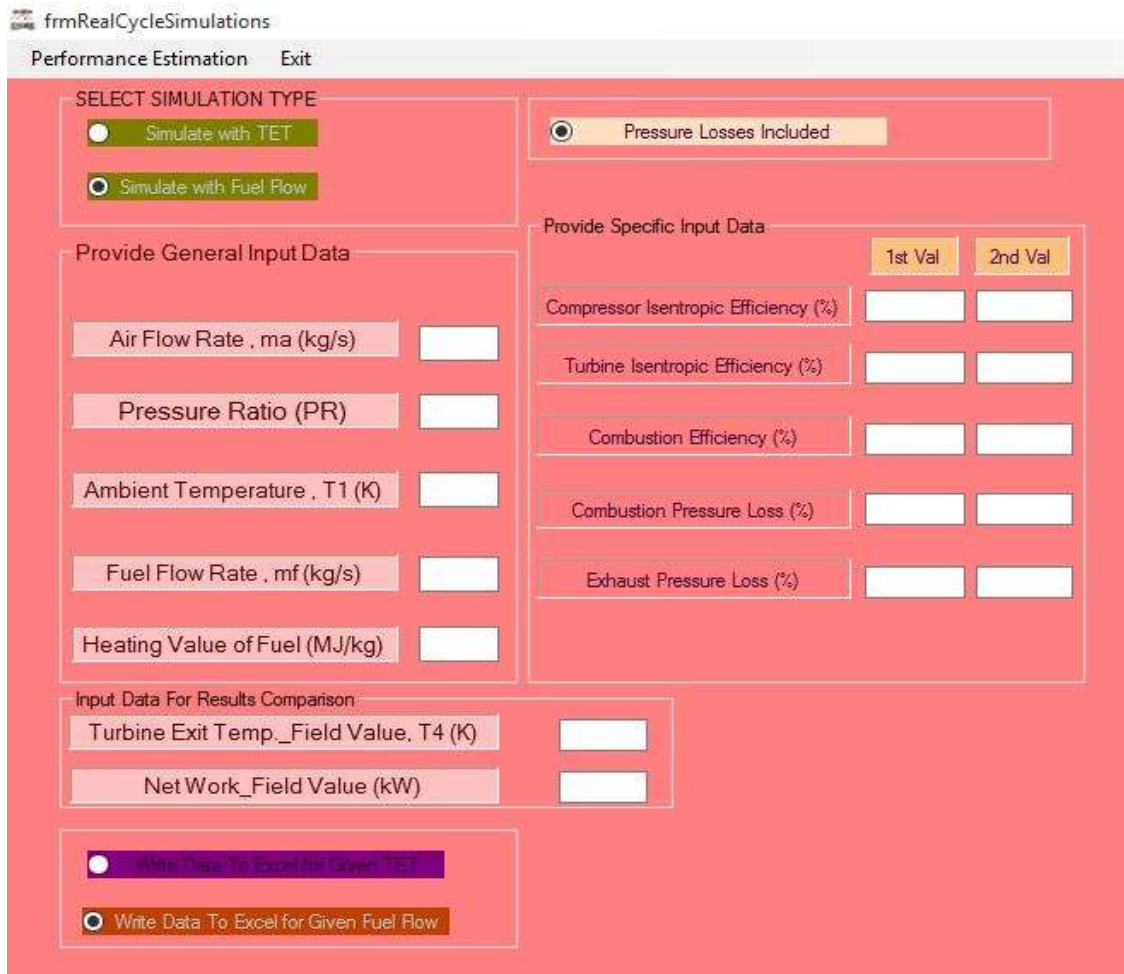 frmRealCycleSimulations
Performance Estimation Exit
SELECT SIMULATION TYPE
Simulate with TET
Simulate with Fuel Flow
Pressure Losses Included
Provide General Input Data
Air Flow Rate , ma (kg/s)
Pressure Ratio (PR)
Ambient Temperature , T1 (K)
Fuel Flow Rate , mf (kg/s)
Heating Value of Fuel (MJ/kg)
Provide Specific Input Data
1st Val 2nd Val
Compressor Isentropic Efficiency (%)
Turbine Isentropic Efficiency (%)
Combustion Efficiency (%)
Combustion Pressure Loss (%)
Exhaust Pressure Loss (%)
Input Data For Results Comparison
Turbine Exit Temp._Field Value, T4 (K)
Net Work_Field Value (kW)
Write Data To Excel for Given TET
Write Data To Excel for Given Fuel Flow